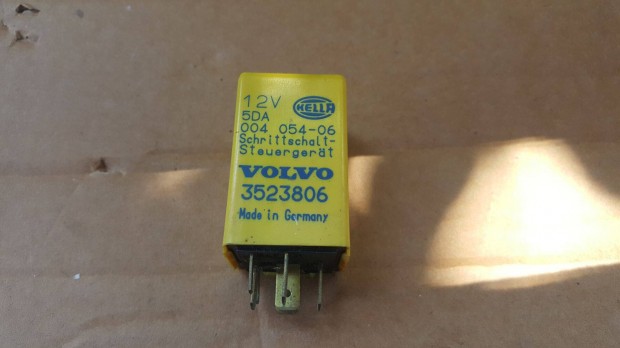 12V HELLA
5DA
004 054-06
Schrittschalt-
Steuergerät
VOLVO
3523806
Made in Germany